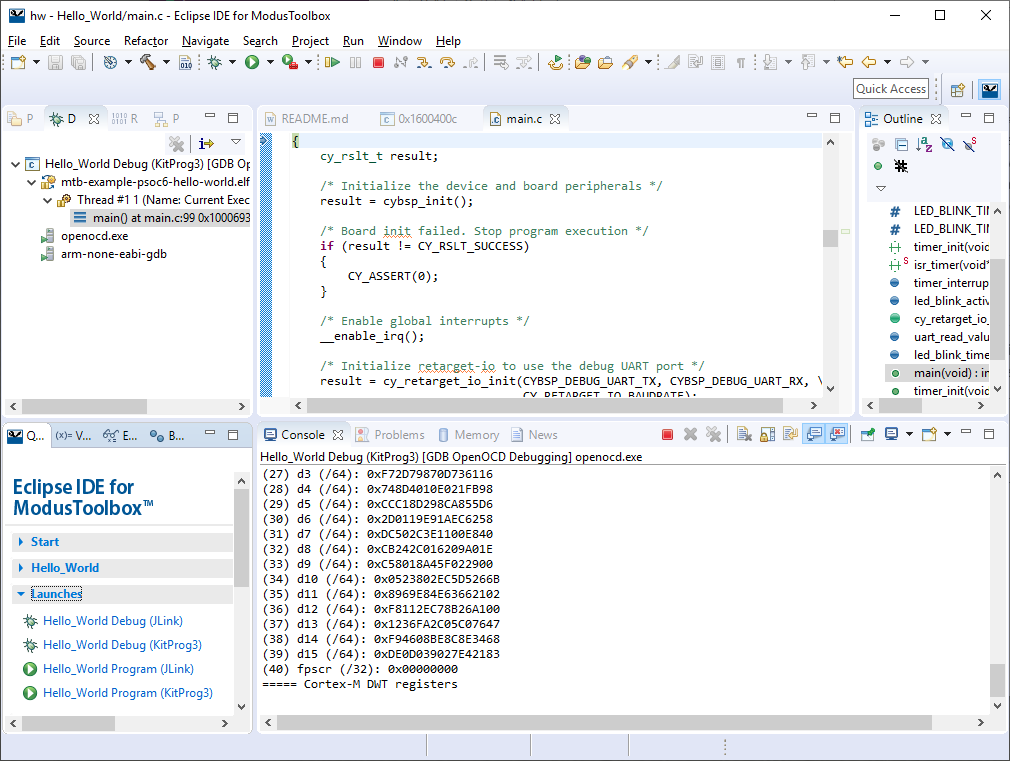 hw - Hello_World/main.c - Eclipse IDE for ModusToolbox
File Edit Source Refactor Navigate Search Project Run Window Help
Quick Access
P D R P
Hello_World Debug (KitProg3) [GDB Op
mtb-example-psoc6-hello-world.elf
Thread #1 1 (Name: Current Exec
main() at main.c:99 0x1000693
openocd.exe
arm-none-eabi-gdb
README.md 0x1600400c main.c
{
cy_rslt_t result;
/* Initialize the device and board peripherals */
result = cybsp_init();
/* Board init failed. Stop program execution */
if (result != CY_RSLT_SUCCESS)
{
CY_ASSERT(0);
}
/* Enable global interrupts */
__enable_irq();
/* Initialize retarget-io to use the debug UART port */
result = cy_retarget_io_init(CYBSP_DEBUG_UART_TX, CYBSP_DEBUG_UART_RX, \
CY_RETARGET_IO_BAUDRATE);
Outline
LED_BLINK_TIM
LED_BLINK_TIM
timer_init(void
isr_timer(void*
timer_interrup
led_blink_activ
cy_retarget_io_
uart_read_valu
led_blink_time
main(void) : in
timer_init(void
Q... (x)= V... E... B...
Eclipse IDE for
ModusToolbox™
Start
Hello_World
Launches
Hello_World Debug (JLink)
Hello_World Debug (KitProg3)
Hello_World Program (JLink)
Hello_World Program (KitProg3)
Console Problems Memory News
Hello_World Debug (KitProg3) [GDB OpenOCD Debugging] openocd.exe
(27) d3 (/64): 0xF72D79870D736116
(28) d4 (/64): 0x748D4010E021FB98
(29) d5 (/64): 0xCCC18D298CA855D6
(30) d6 (/64): 0x2D0119E91AEC6258
(31) d7 (/64): 0xDC502C3E1100E840
(32) d8 (/64): 0xCB242C016209A01E
(33) d9 (/64): 0xC58018A45F022900
(34) d10 (/64): 0x0523802EC5D5266B
(35) d11 (/64): 0x8969E84E63662102
(36) d12 (/64): 0xF8112EC78B26A100
(37) d13 (/64): 0x1236FA2C05C07647
(38) d14 (/64): 0xF94608BE8C8E3468
(39) d15 (/64): 0xDE0D039027E42183
(40) fpscr (/32): 0x00000000
===== Cortex-M DWT registers